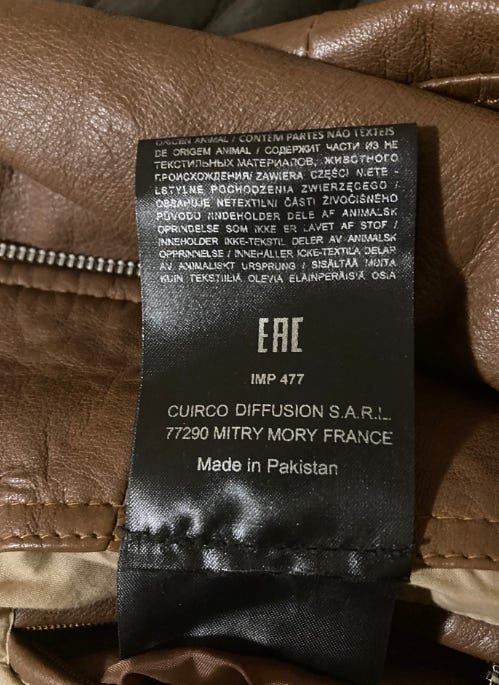 ORIGEN ANIMAL / CONTÉM PARTES NÃO TÊXTEIS
DE ORIGEM ANIMAL / СОДЕРЖИТ ЧАСТИ ИЗ НЕ
ТЕКСТИЛЬНЫХ МАТЕРИАЛОВ, ЖИВОТНОГО
ПРОИСХОЖДЕНИЯ/ ZAWIERA CZĘŚCI NIETE -
LSTYLNE POCHODZENIA ZWIERZĘCEGO /
OBSAHUJE NETEXTILNÍ ČÁSTI ŽIVOČIŠNÉHO
PŮVODU /INDEHOLDER DELE AF ANIMALSK
OPRINDELSE SOM IKKE ER LAVET AF STOF /
INNEHOLDER IKKE-TEKSTIL DELER AV ANIMALSK
OPPRINNELSE / INNEHÅLLER ICKE-TEXTILA DELAR
AV ANIMALISKT URSPRUNG / SISÄLTÄÄ MUITA
KUIN TEKSTIILIA OLEVIA ELÄINPERÄISIÄ OSIA
EAC
IMP 477
CUIRCO DIFFUSION S.A.R.L.
77290 MITRY MORY FRANCE
Made in Pakistan